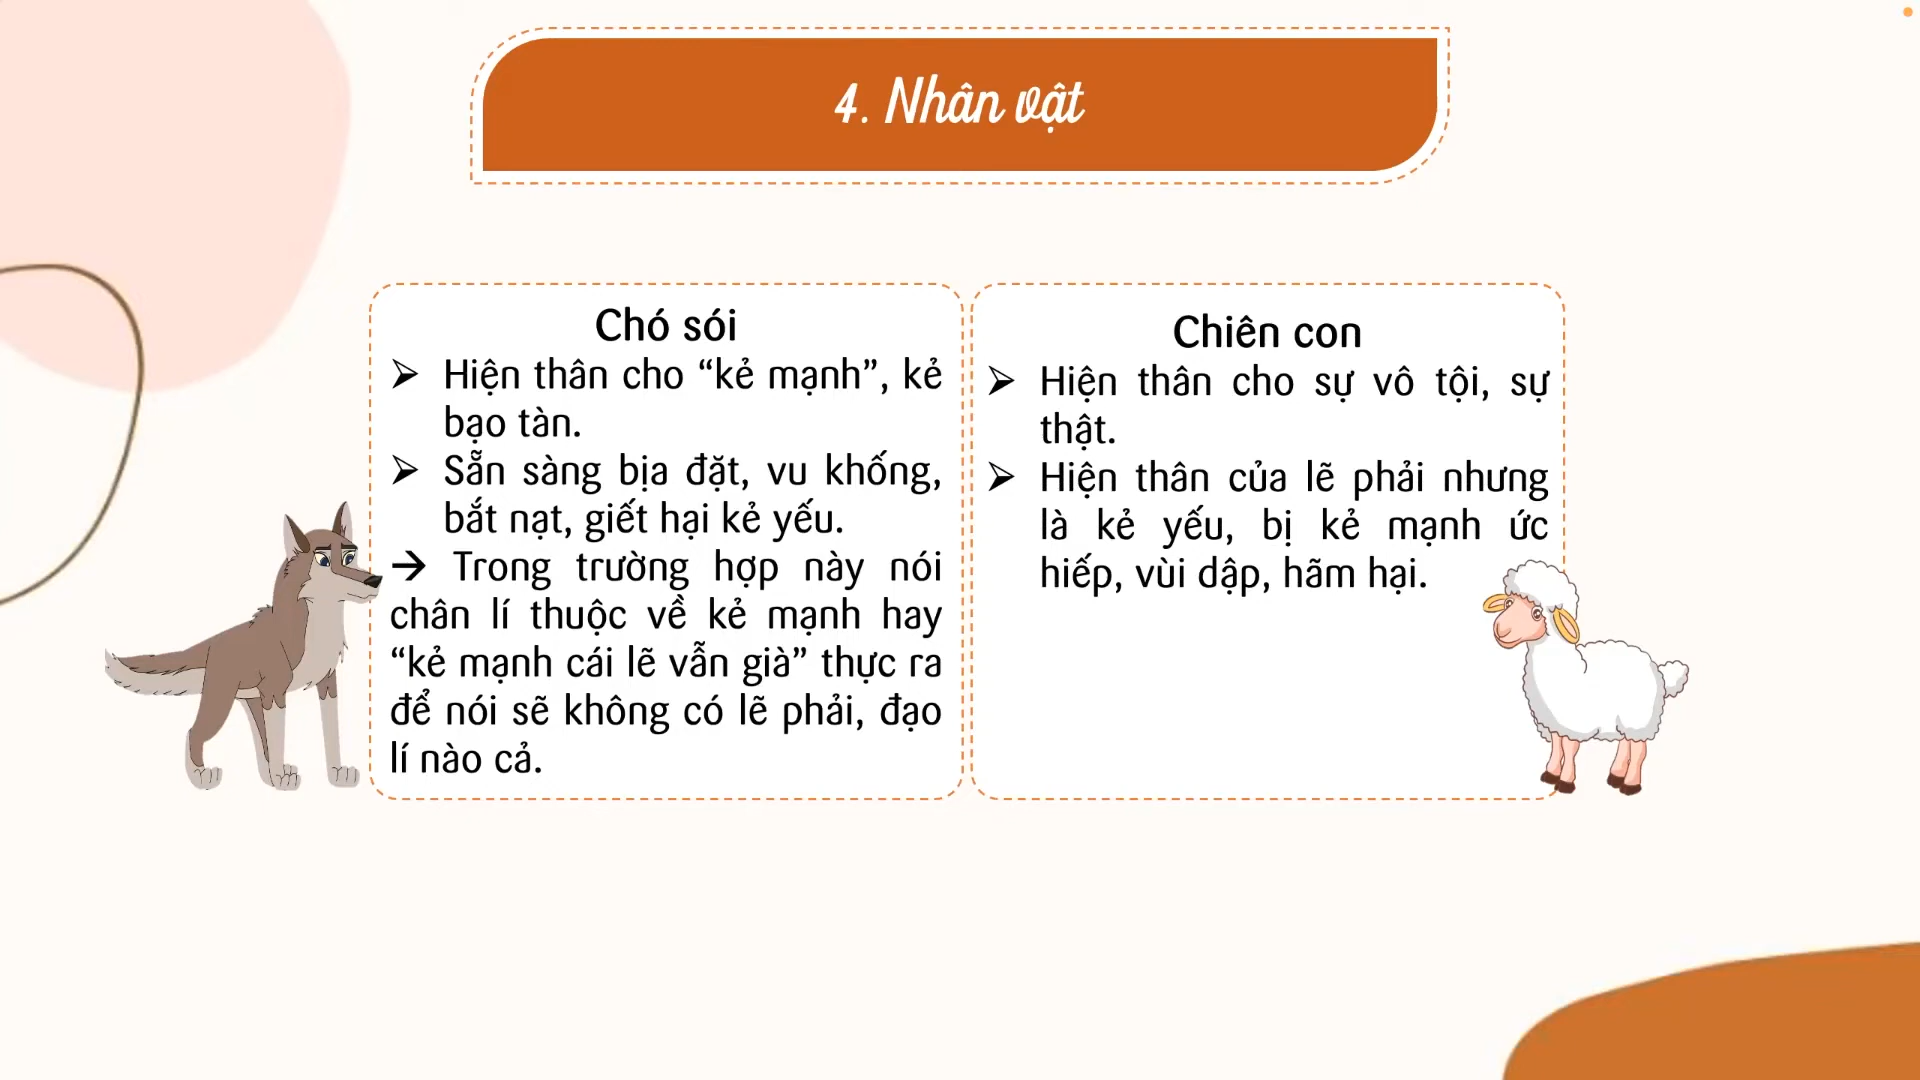 4. Nhân vật
Chó sói
➢ Hiện thân cho “kẻ mạnh”, kẻ
bạo tàn.
➢ Sẵn sàng bịa đặt, vu khống,
bắt nạt, giết hại kẻ yếu.
→ Trong trường hợp này nói
chân lí thuộc về kẻ mạnh hay
“kẻ mạnh cái lẽ vẫn già” thực ra
để nói sẽ không có lẽ phải, đạo
lí nào cả.
Chiên con
➢ Hiện thân cho sự vô tội, sự
thật.
➢ Hiện thân của lẽ phải nhưng
là kẻ yếu, bị kẻ mạnh ức
hiếp, vùi dập, hãm hại.